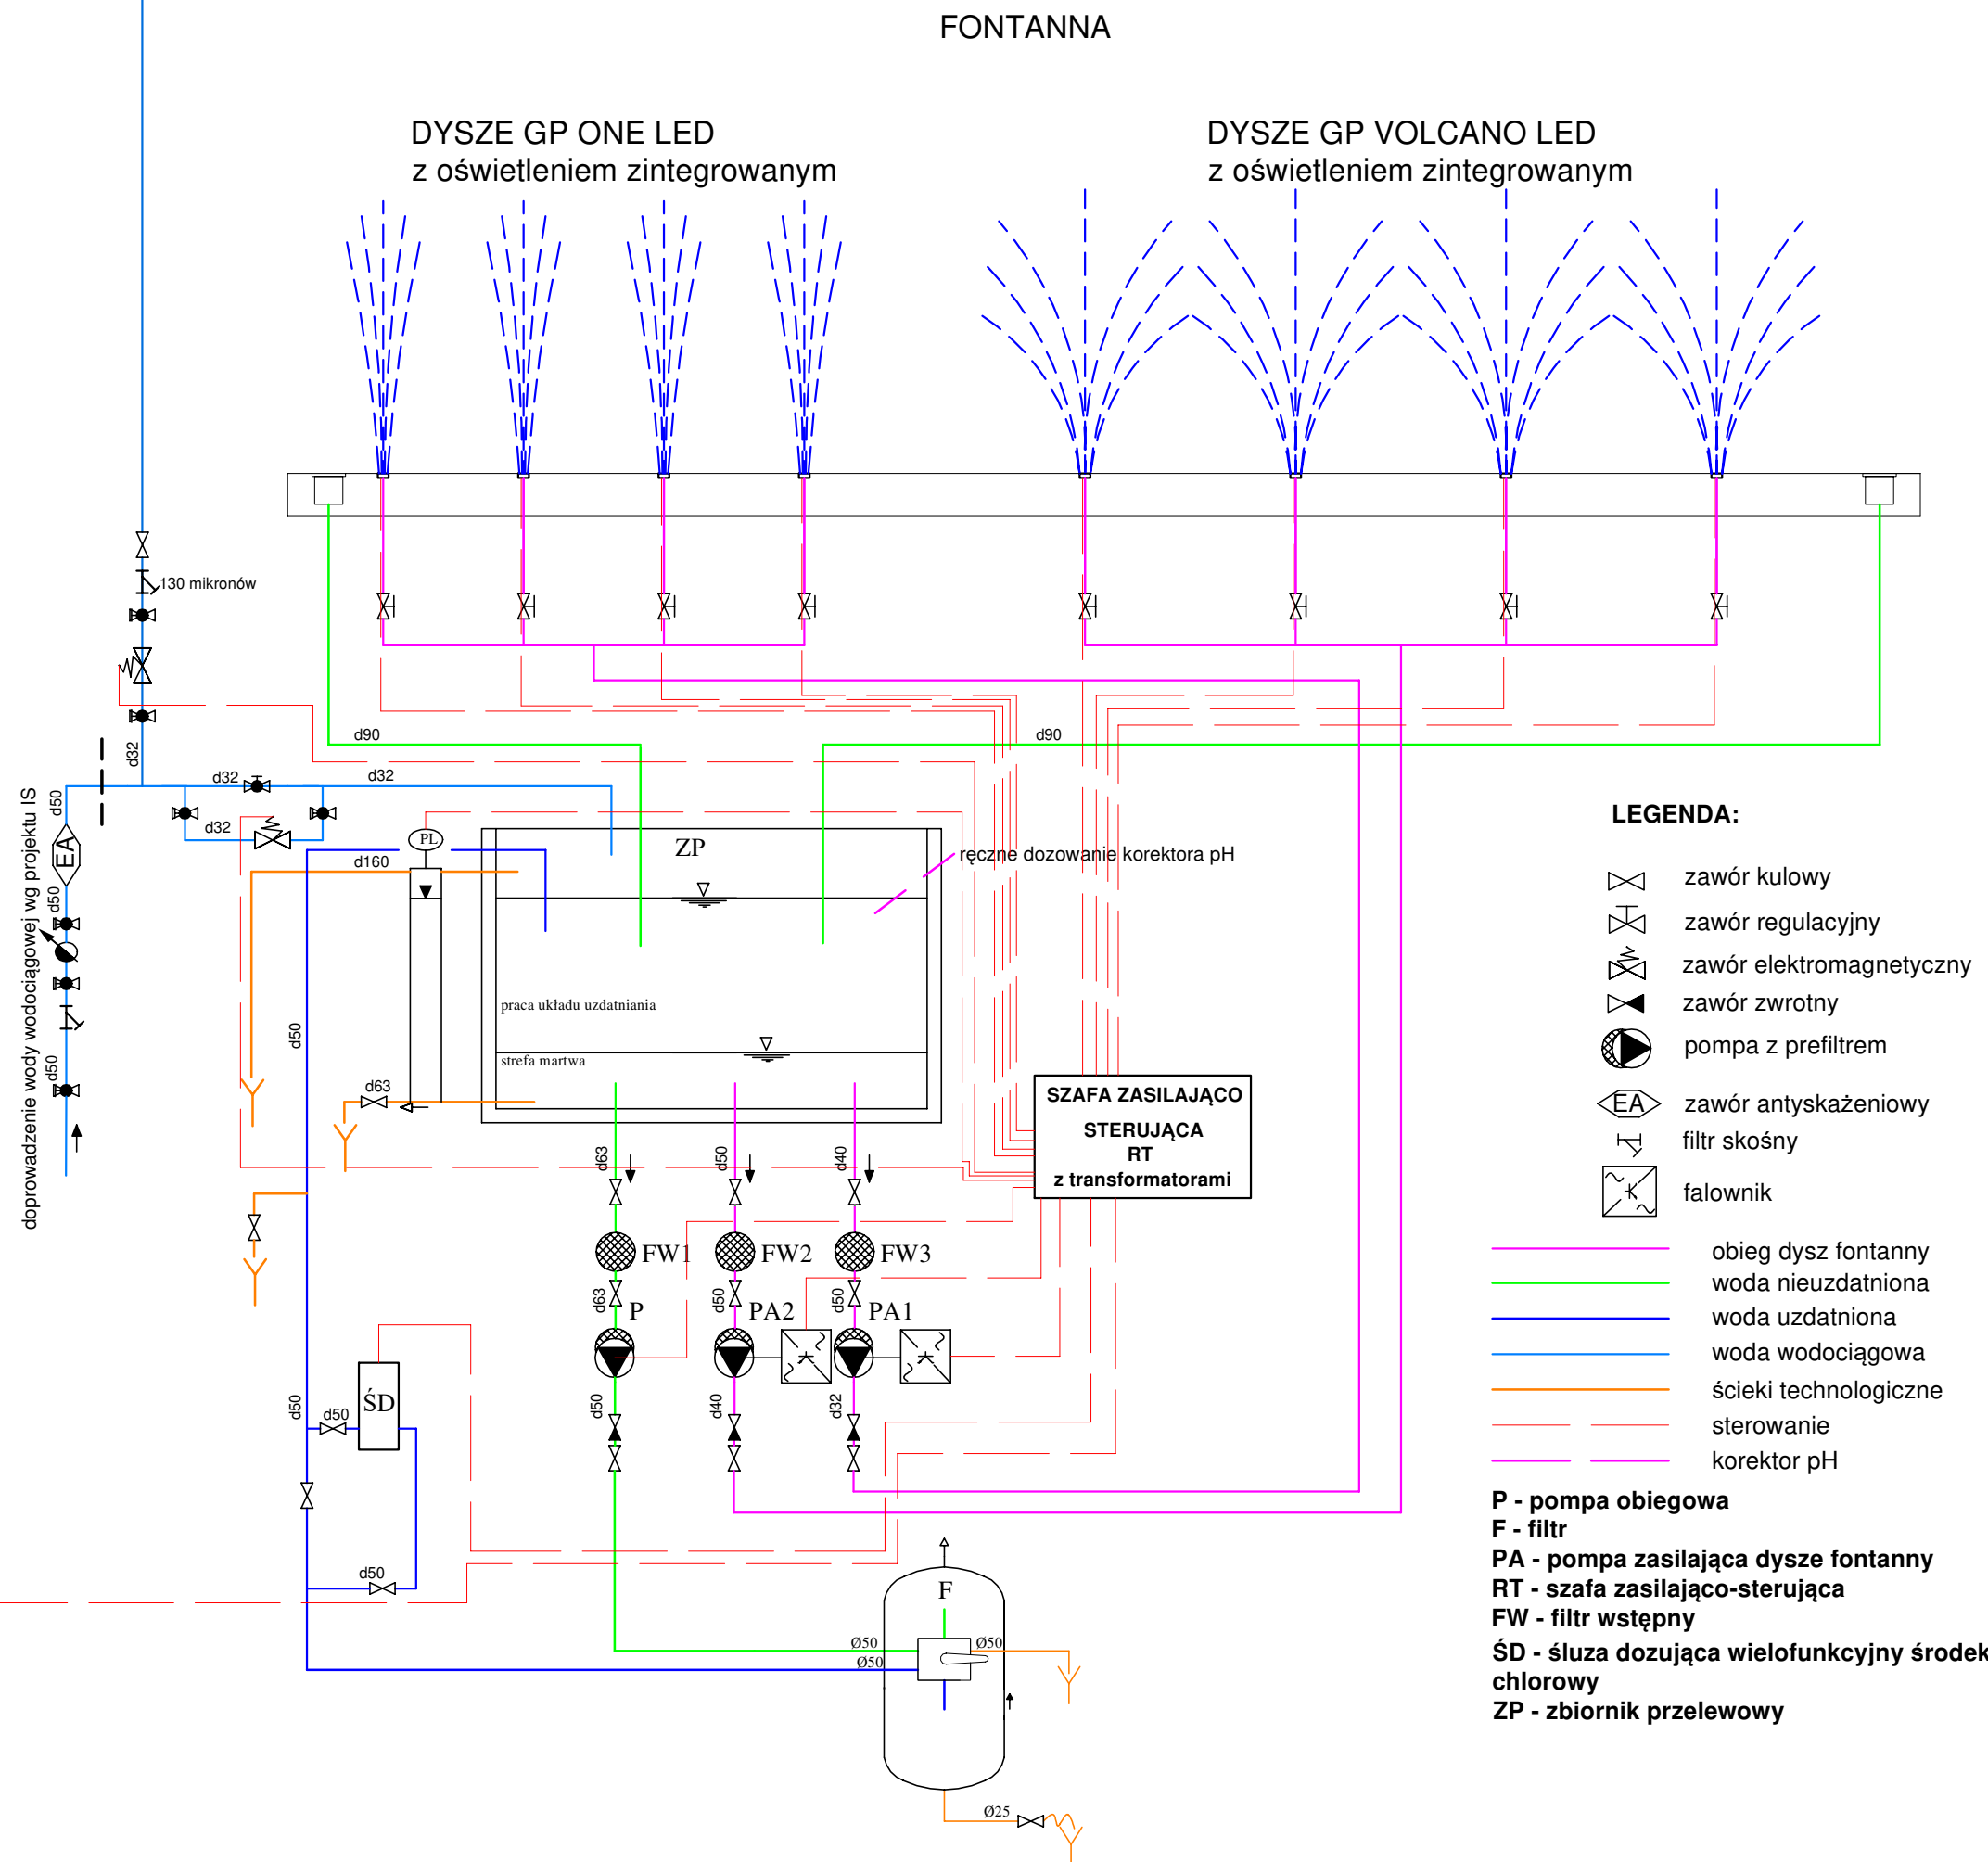 FONTANNA
DYSZE GP ONE LED
z oświetleniem zintegrowanym
DYSZE GP VOLCANO LED
z oświetleniem zintegrowanym
130 mikronów
d32
d90
d90
d32
d32
d32
d50
EA
d50
d50
doprowadzenie wody wodociągowej wg projektu IS
PL
d160
ZP
ręczne dozowanie korektora pH
praca układu uzdatniania
strefa martwa
d50
d63
SZAFA ZASILAJĄCO
STERUJĄCA
RT
z transformatorami
d63
d50
d40
FW1
FW2
FW3
d63
d50
d50
P
PA2
PA1
d50
d40
d32
d50
d50
ŚD
d50
F
Ø50
Ø50
Ø50
Ø25
LEGENDA:
zawór kulowy
zawór regulacyjny
zawór elektromagnetyczny
zawór zwrotny
pompa z prefiltrem
EA
zawór antyskażeniowy
filtr skośny
falownik
obieg dysz fontanny
woda nieuzdatniona
woda uzdatniona
woda wodociągowa
ścieki technologiczne
sterowanie
korektor pH
P - pompa obiegowa
F - filtr
PA - pompa zasilająca dysze fontanny
RT - szafa zasilająco-sterująca
FW - filtr wstępny
ŚD - śluza dozująca wielofunkcyjny środek
chlorowy
ZP - zbiornik przelewowy